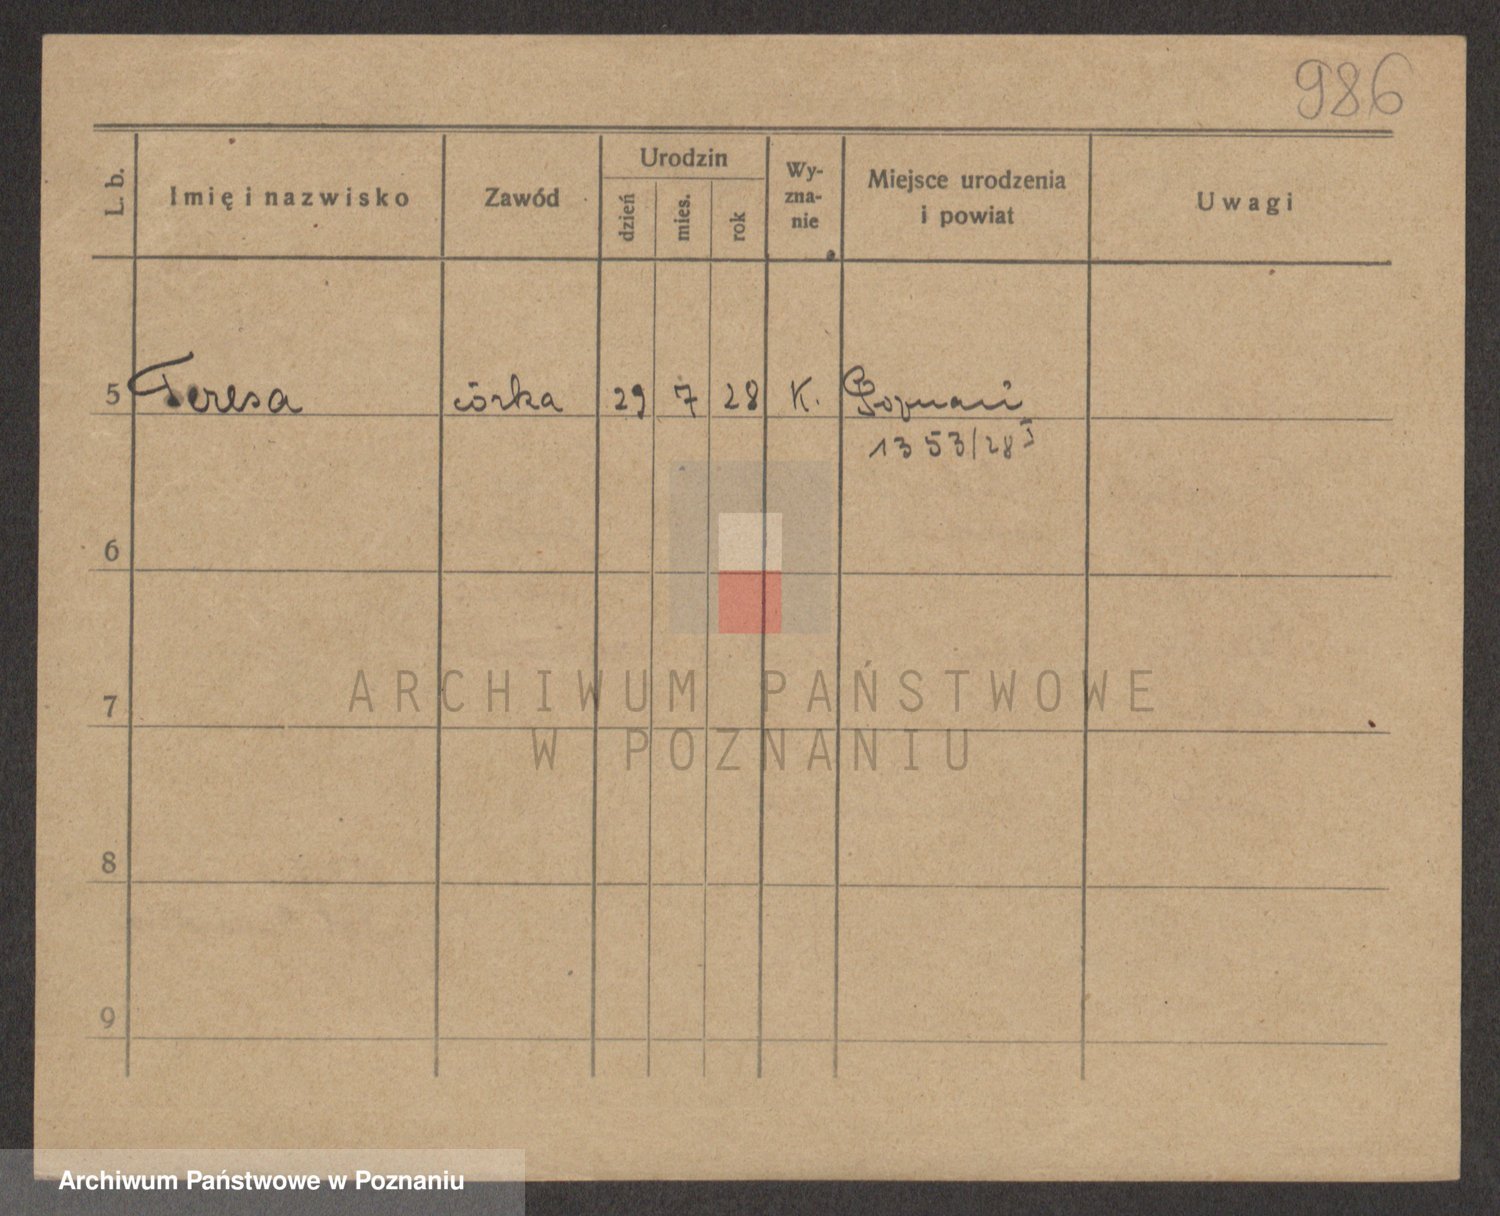 986
L. b.
Imię i nazwisko
Zawód
Urodzin
dzień
mies.
rok
Wy-
zna-
nie
Miejsce urodzenia
i powiat
Uwagi
5 Teresa córka 29 7 28 K. Poznań
1353/28 I
6
7
8
9
ARCHIWUM PAŃSTWOWE
W POZNANIU
Archiwum Państwowe w Poznaniu